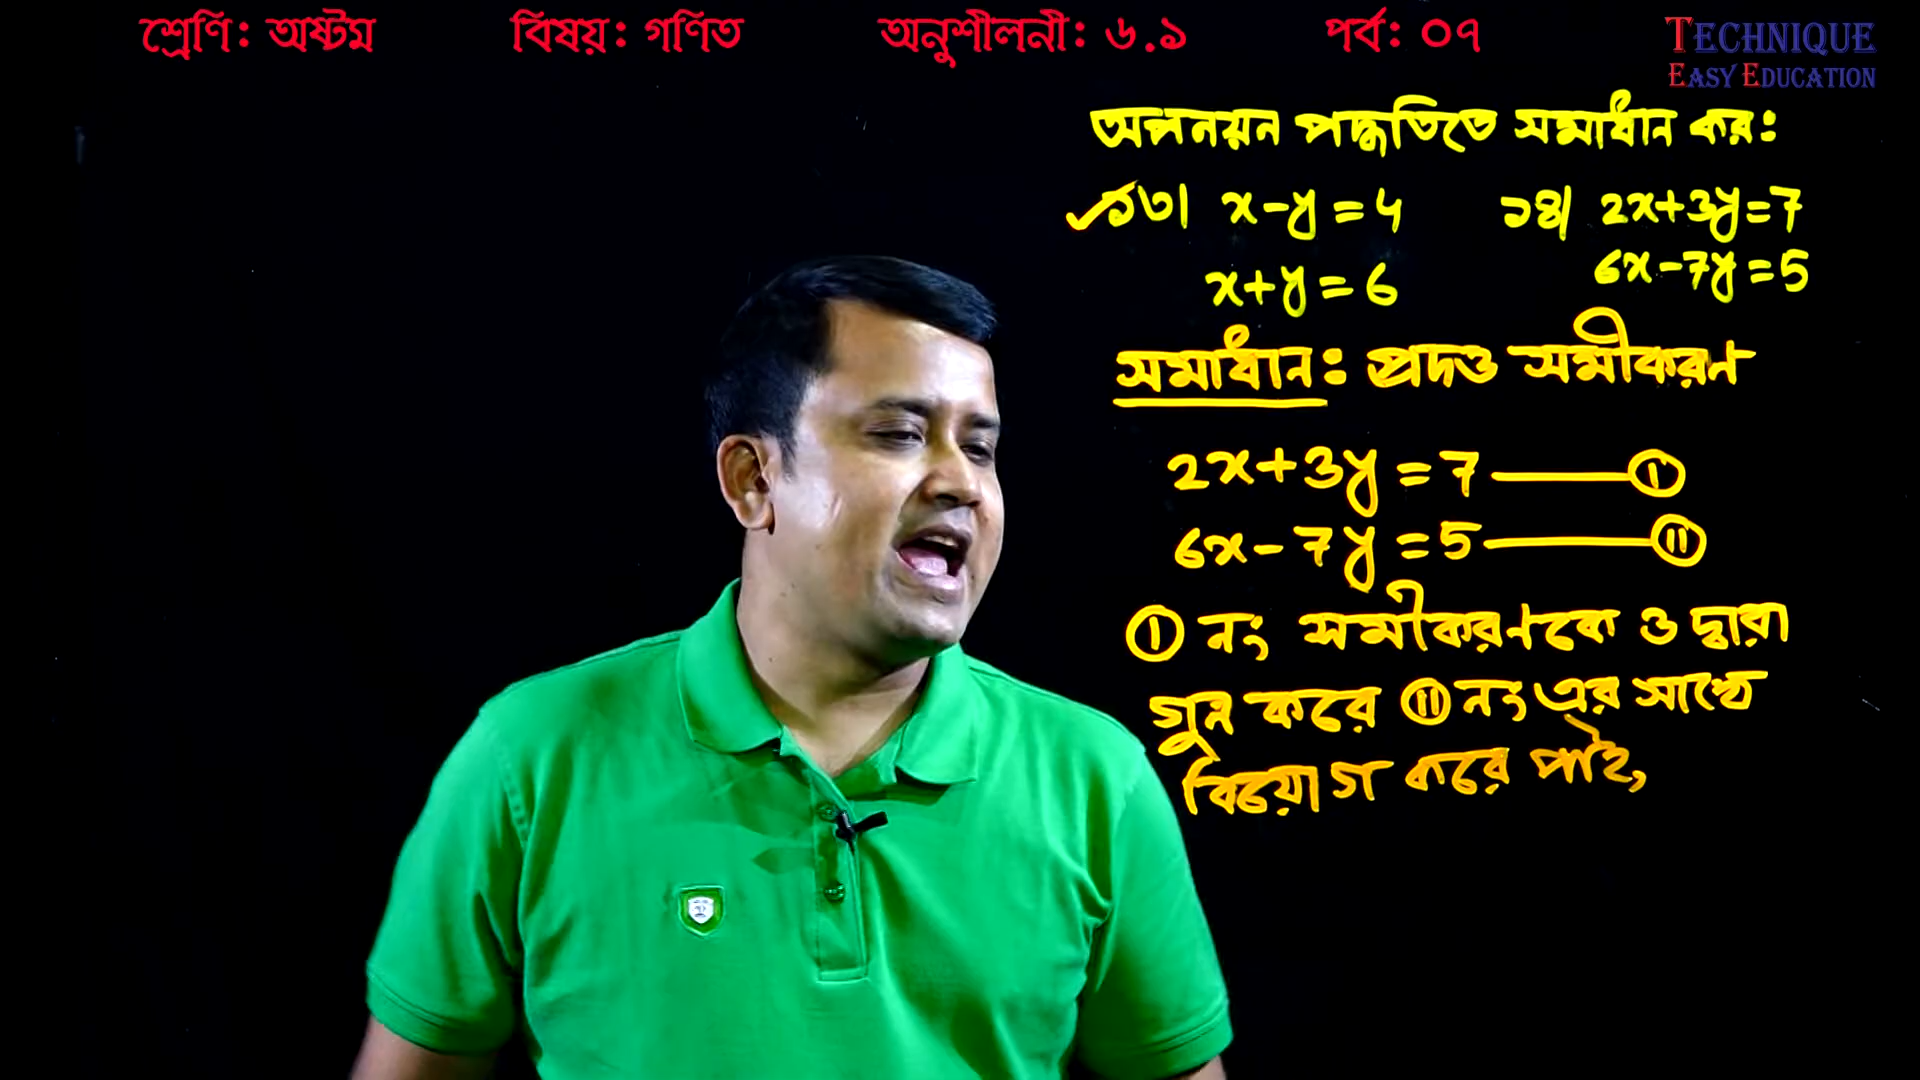 শ্রেণি: অষ্টম বিষয়: গণিত অনুশীলনী: ৬.১ পর্ব: ০৭
TECHNIQUE
EASY EDUCATION
অপনয়ন পদ্ধতিতে সমাধান কর:
১৩। x-y=4 ১৪। 2x+3y=7
x+y=6 6x-7y=5
সমাধান: প্রদত্ত সমীকরণ
2x+3y=7 ——— (i)
6x-7y=5 ——— (ii)
(i) নং সমীকরণকে ৩ দ্বারা
গুন করে (ii) নং এর সাথে
বিয়োগ করে পাই,